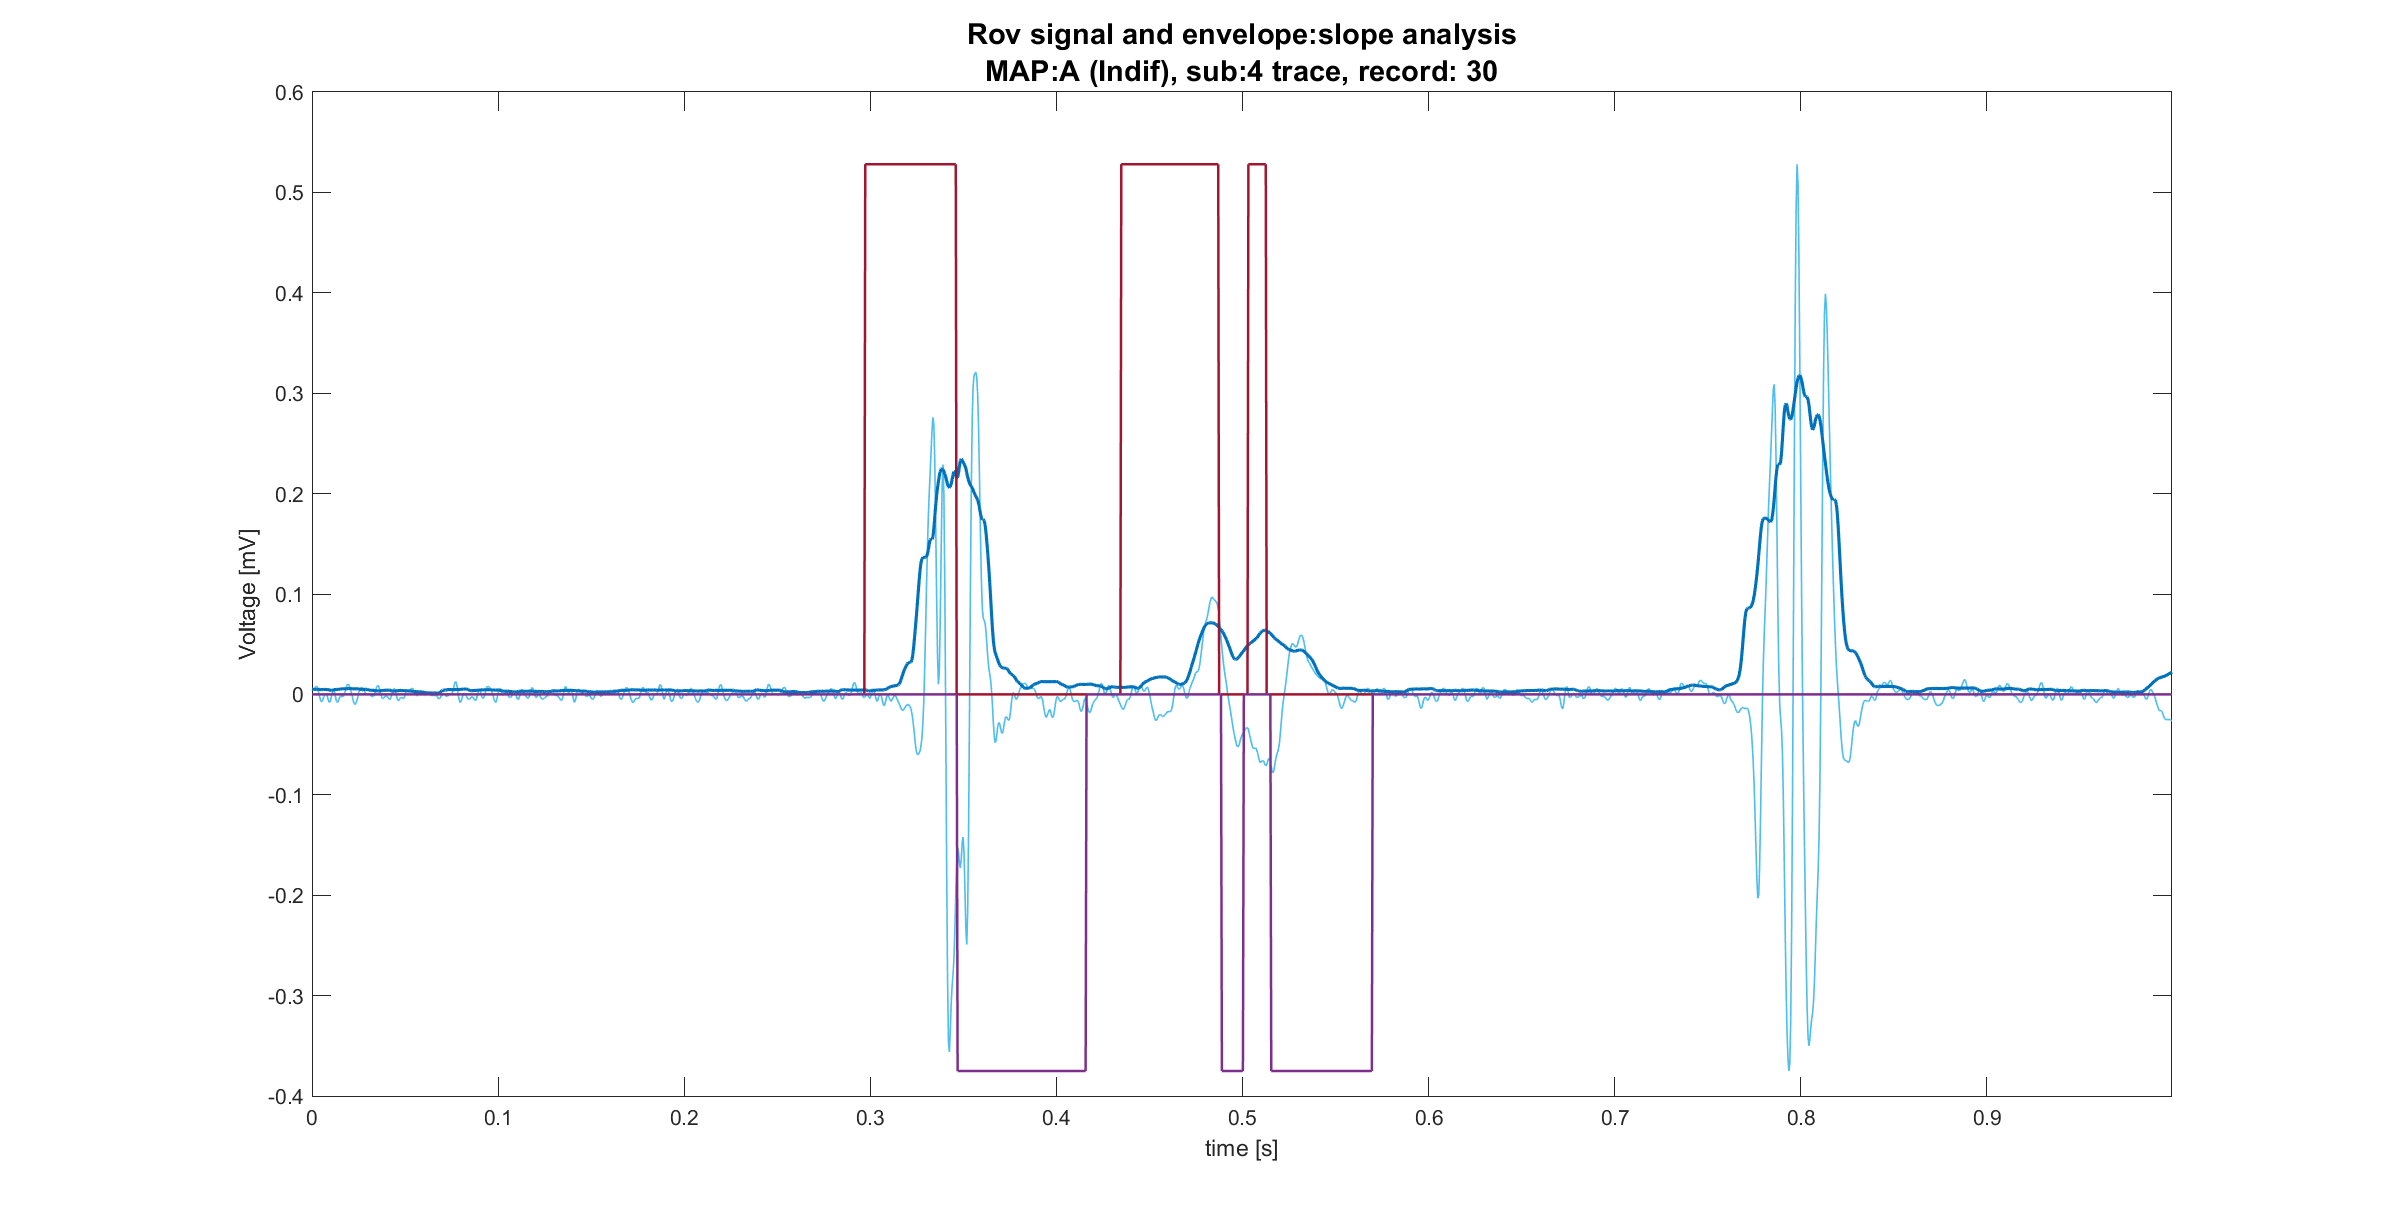 Rov signal and envelope:slope analysis
MAP:A (Indif), sub:4 trace, record: 30
0.6
0.5
0.4
0.3
0.2
0.1
0
-0.1
-0.2
-0.3
-0.4
Voltage [mV]
0 0.1 0.2 0.3 0.4 0.5 0.6 0.7 0.8 0.9
time [s]